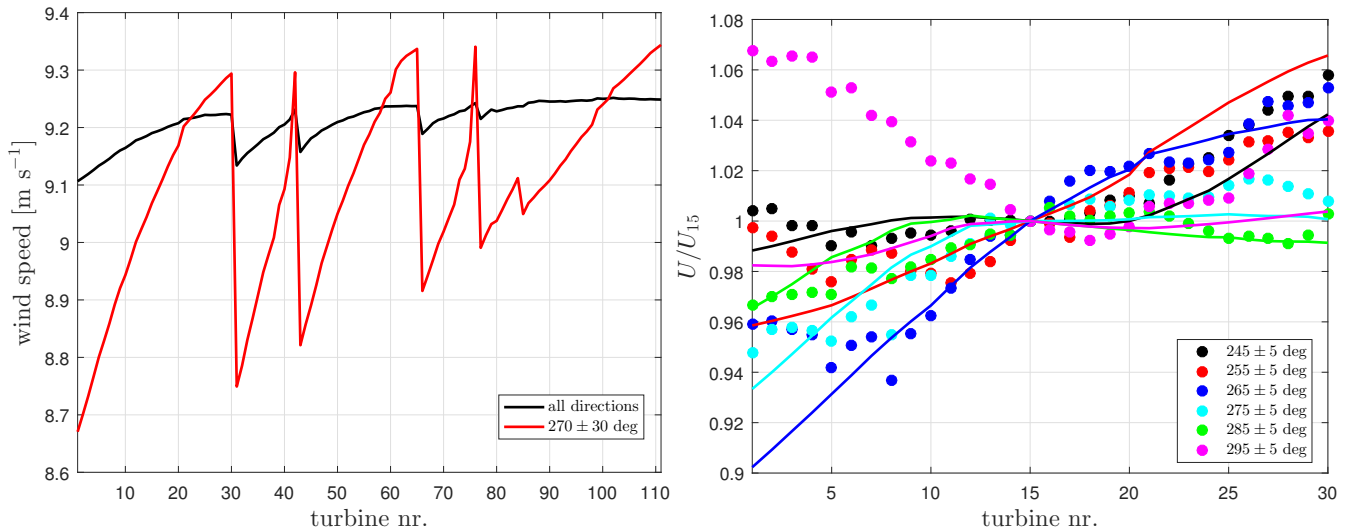 9.4
9.3
9.2
9.1
9
8.9
8.8
8.7
8.6
wind speed [m s⁻¹]
10 20 30 40 50 60 70 80 90 100 110
turbine nr.
all directions
270 ± 30 deg
1.08
1.06
1.04
1.02
1
0.98
0.96
0.94
0.92
0.9
U/U₁₅
5 10 15 20 25 30
turbine nr.
245 ± 5 deg
255 ± 5 deg
265 ± 5 deg
275 ± 5 deg
285 ± 5 deg
295 ± 5 deg